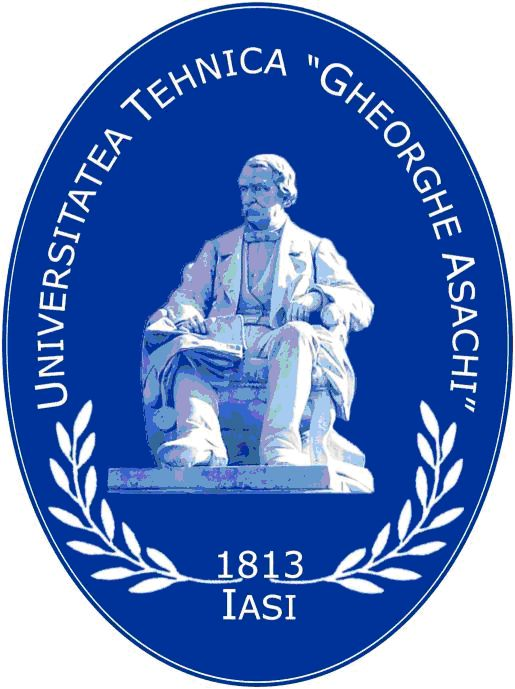 UNIVERSITATEA TEHNICA "GHEORGHE ASACHI"
1813
IASI